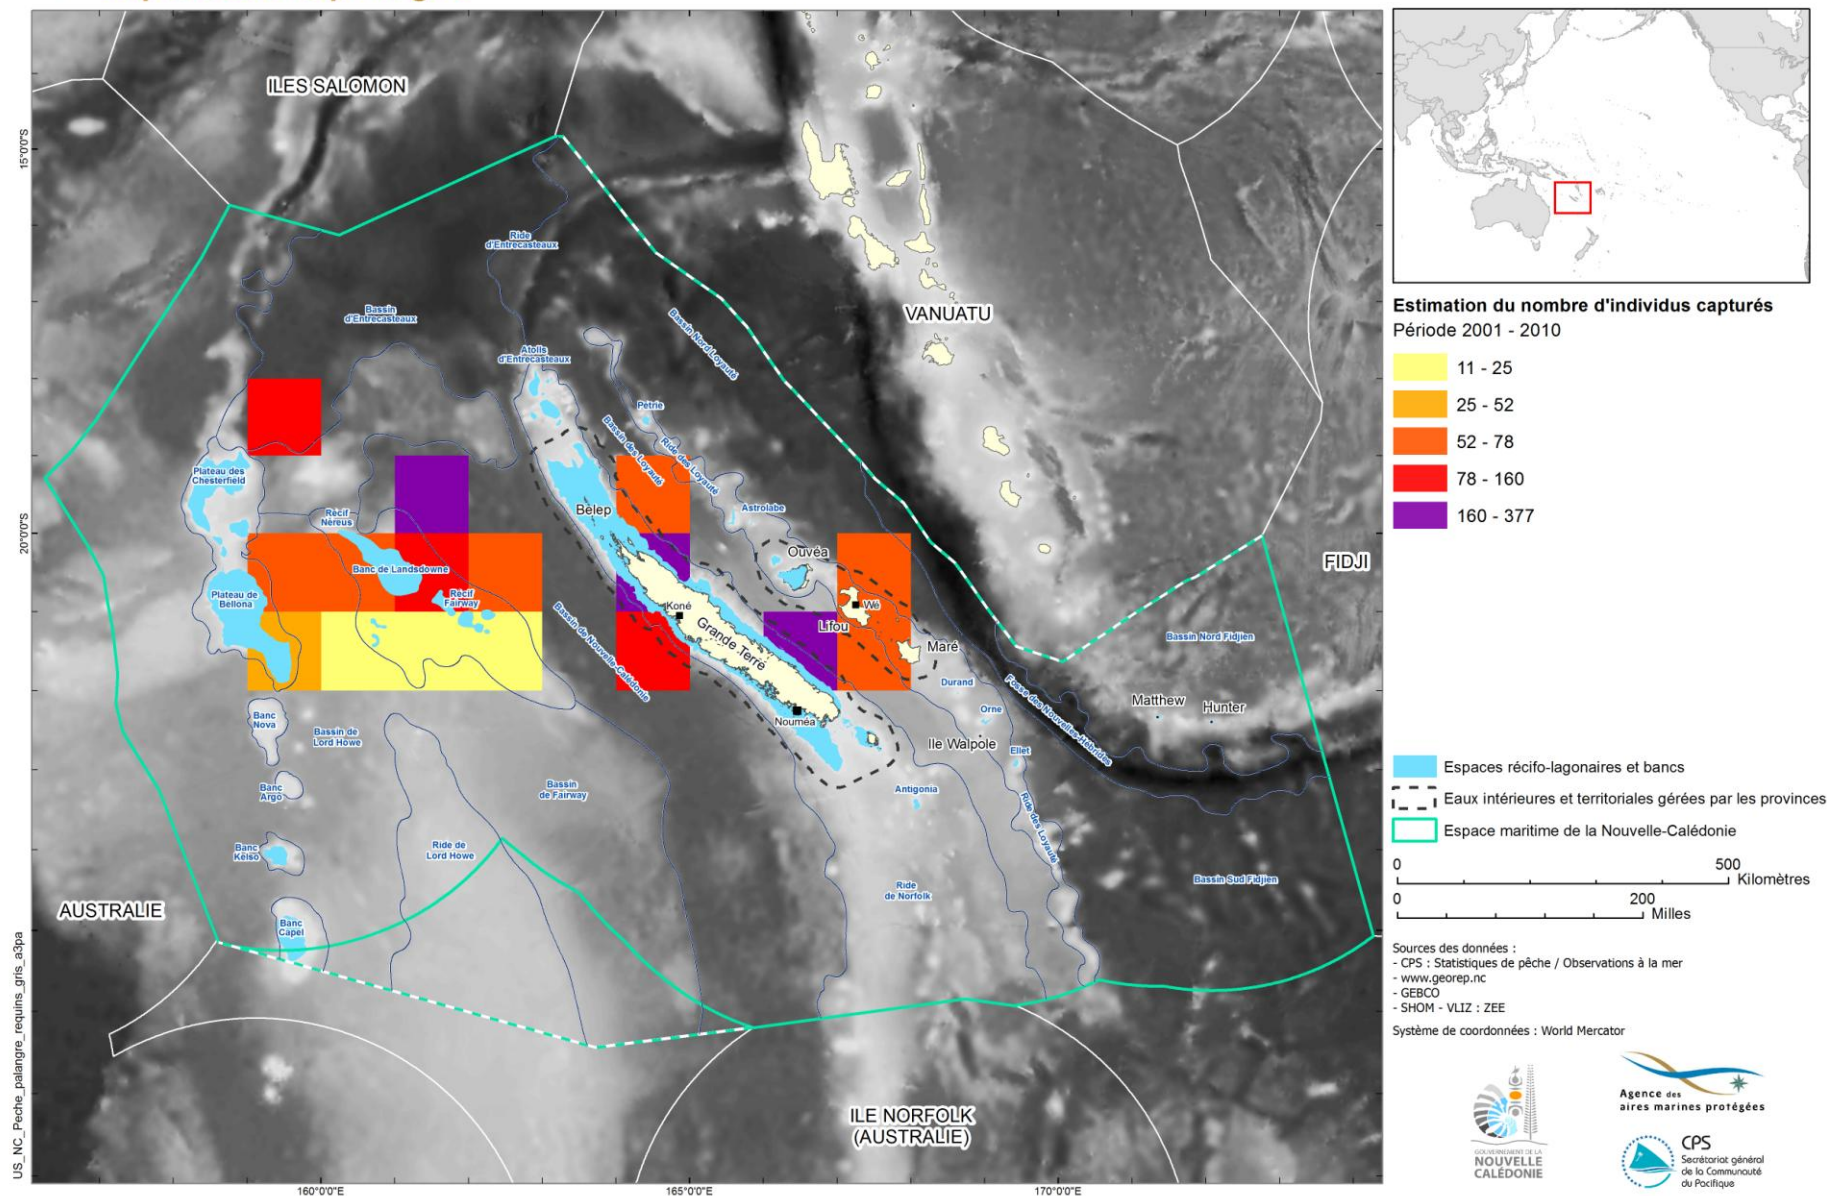 ILES SALOMON
15°0'0"S
Ride
d'Entrecasteaux
Bassin
d'Entrecasteaux
VANUATU
Bassin Nord Loyauté
Atolls
d'Entrecasteaux
Petrie
Bassin des Loyauté
Ride des Loyauté
Plateau des
Chesterfield
Récif
Néreus
Bélep
Astrolabe
20°0'0"S
Ouvéa
FIDJI
Banc de Landsdowne
Plateau de
Bellona
Récif
Fairway
Koné
Wé
Lifou
Grande Terre
Bassin de Nouvelle-Calédonie
Maré
Bassin Nord Fidjien
Durand
Fosse des Nouvelles-Hébrides
Matthew
Hunter
Orne
Banc
Nova
Nouméa
Bassin de
Lord Howe
Ile Walpole
Ellet
Banc
Argo
Bassin
de Fairway
Antigonia
Ride des Loyauté
Banc
Kelso
Ride de
Lord Howe
Ride
de Norfolk
Bassin Sud Fidjien
AUSTRALIE
Banc
Capel
ILE NORFOLK
(AUSTRALIE)
US_NC_Peche_palangre_requins_gris_a3pa
160°0'0"E
165°0'0"E
170°0'0"E
Estimation du nombre d'individus capturés
Période 2001 - 2010
11 - 25
25 - 52
52 - 78
78 - 160
160 - 377
Espaces récifo-lagonaires et bancs
Eaux intérieures et territoriales gérées par les provinces
Espace maritime de la Nouvelle-Calédonie
0 500
Kilomètres
0 200
Milles
Sources des données :
- CPS : Statistiques de pêche / Observations à la mer
- www.georep.nc
- GEBCO
- SHOM - VLIZ : ZEE
Système de coordonnées : World Mercator
GOUVERNEMENT DE LA
NOUVELLE
CALÉDONIE
Agence des
aires marines protégées
CPS
Secrétariat général
de la Communauté
du Pacifique